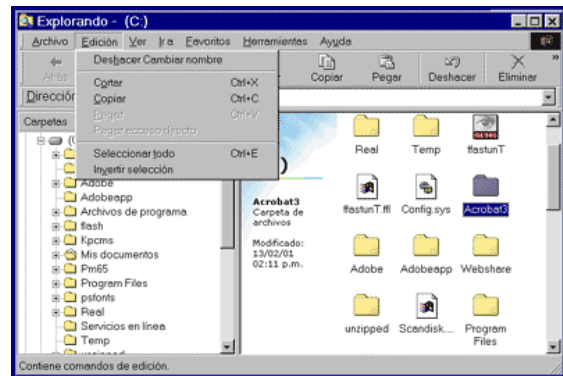 Explorando - (C:)
Archivo Edición Ver Ir a Favoritos Herramientas Ayuda
Atrás Copiar Pegar Deshacer Eliminar »
Dirección
Deshacer Cambiar nombre
Cortar Ctrl+X
Copiar Ctrl+C
Pegar Ctrl+V
Pegar acceso directo
Seleccionar todo Ctrl+E
Invertir selección
Carpetas
Adobe
Adobeapp
Archivos de programa
flash
Kpcms
Mis documentos
Pm65
Program Files
psfonts
Real
Servicios en línea
Temp
Acrobat3
Carpeta de
archivos
Modificado:
13/02/01
02:11 p.m.
Real Temp ffastunT
ffastunT.ffl Config.sys Acrobat3
Adobe Adobeapp Webshare
unzipped Scandisk... Program
Files
Contiene comandos de edición.